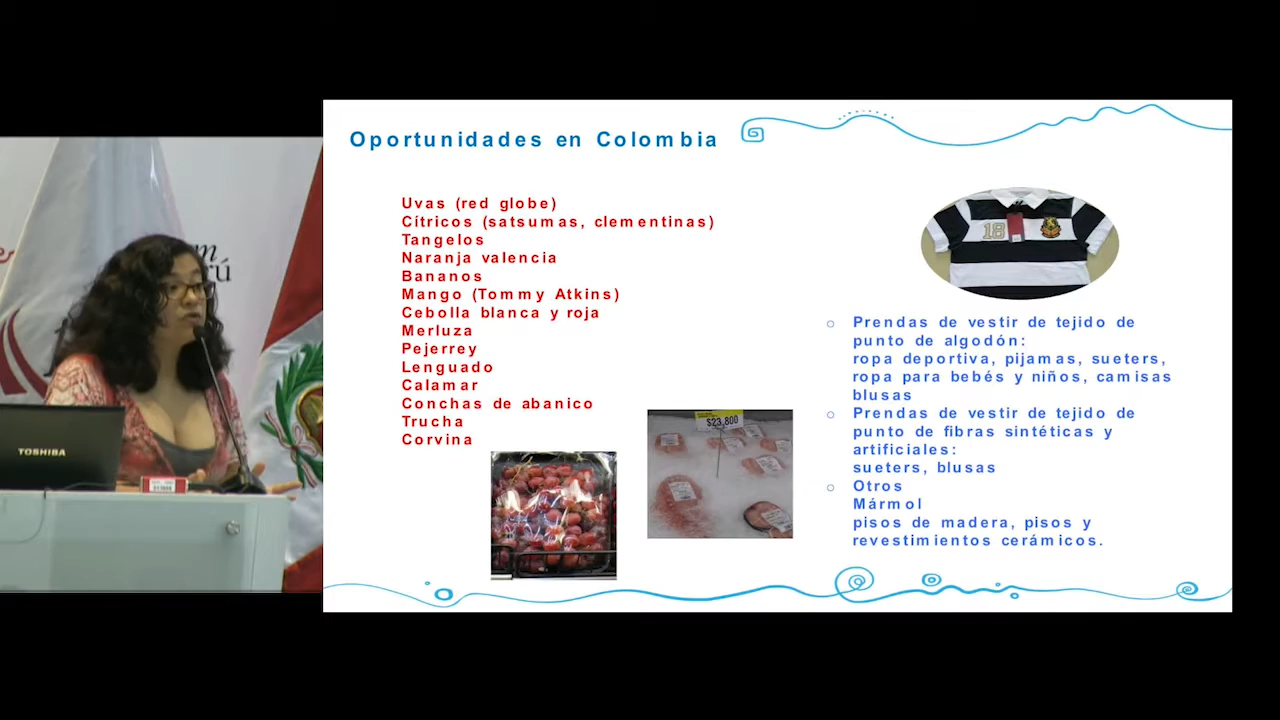 Oportunidades en Colombia
Uvas (red globe)
Cítricos (satsumas, clementinas)
Tangelos
Naranja valencia
Bananos
Mango (Tommy Atkins)
Cebolla blanca y roja
Merluza
Pejerrey
Lenguado
Calamar
Conchas de abanico
Trucha
Corvina
18
Prendas de vestir de tejido de
punto de algodón:
ropa deportiva, pijamas, sueters,
ropa para bebés y niños, camisas
blusas
Prendas de vestir de tejido de
punto de fibras sintéticas y
artificiales:
sueters, blusas
Otros
Mármol
pisos de madera, pisos y
revestimientos cerámicos.
$23,800
TOSHIBA